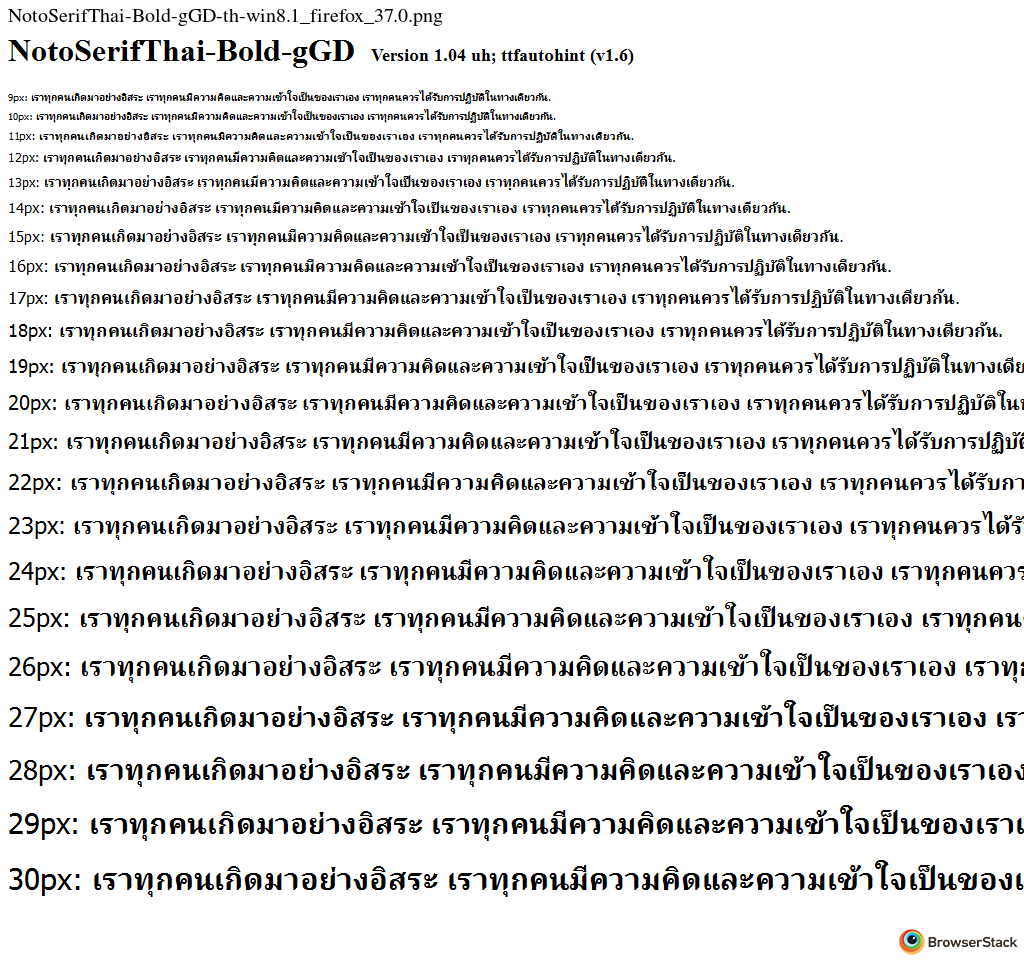 NotoSerifThai-Bold-gGD-th-win8.1_firefox_37.0.png
NotoSerifThai-Bold-gGD Version 1.04 uh; ttfautohint (v1.6)
9px: เราทุกคนเกิดมาอย่างอิสระ เราทุกคนมีความคิดและความเข้าใจเป็นของเราเอง เราทุกคนควรได้รับการปฏิบัติในทางเดียวกัน.
10px: เราทุกคนเกิดมาอย่างอิสระ เราทุกคนมีความคิดและความเข้าใจเป็นของเราเอง เราทุกคนควรได้รับการปฏิบัติในทางเดียวกัน.
11px: เราทุกคนเกิดมาอย่างอิสระ เราทุกคนมีความคิดและความเข้าใจเป็นของเราเอง เราทุกคนควรได้รับการปฏิบัติในทางเดียวกัน.
12px: เราทุกคนเกิดมาอย่างอิสระ เราทุกคนมีความคิดและความเข้าใจเป็นของเราเอง เราทุกคนควรได้รับการปฏิบัติในทางเดียวกัน.
13px: เราทุกคนเกิดมาอย่างอิสระ เราทุกคนมีความคิดและความเข้าใจเป็นของเราเอง เราทุกคนควรได้รับการปฏิบัติในทางเดียวกัน.
14px: เราทุกคนเกิดมาอย่างอิสระ เราทุกคนมีความคิดและความเข้าใจเป็นของเราเอง เราทุกคนควรได้รับการปฏิบัติในทางเดียวกัน.
15px: เราทุกคนเกิดมาอย่างอิสระ เราทุกคนมีความคิดและความเข้าใจเป็นของเราเอง เราทุกคนควรได้รับการปฏิบัติในทางเดียวกัน.
16px: เราทุกคนเกิดมาอย่างอิสระ เราทุกคนมีความคิดและความเข้าใจเป็นของเราเอง เราทุกคนควรได้รับการปฏิบัติในทางเดียวกัน.
17px: เราทุกคนเกิดมาอย่างอิสระ เราทุกคนมีความคิดและความเข้าใจเป็นของเราเอง เราทุกคนควรได้รับการปฏิบัติในทางเดียวกัน.
18px: เราทุกคนเกิดมาอย่างอิสระ เราทุกคนมีความคิดและความเข้าใจเป็นของเราเอง เราทุกคนควรได้รับการปฏิบัติในทางเดียวกัน.
19px: เราทุกคนเกิดมาอย่างอิสระ เราทุกคนมีความคิดและความเข้าใจเป็นของเราเอง เราทุกคนควรได้รับการปฏิบัติในทางเดีย
20px: เราทุกคนเกิดมาอย่างอิสระ เราทุกคนมีความคิดและความเข้าใจเป็นของเราเอง เราทุกคนควรได้รับการปฏิบัติใน
21px: เราทุกคนเกิดมาอย่างอิสระ เราทุกคนมีความคิดและความเข้าใจเป็นของเราเอง เราทุกคนควรได้รับการปฏิบัติ
22px: เราทุกคนเกิดมาอย่างอิสระ เราทุกคนมีความคิดและความเข้าใจเป็นของเราเอง เราทุกคนควรได้รับกา
23px: เราทุกคนเกิดมาอย่างอิสระ เราทุกคนมีความคิดและความเข้าใจเป็นของเราเอง เราทุกคนควรได้รั
24px: เราทุกคนเกิดมาอย่างอิสระ เราทุกคนมีความคิดและความเข้าใจเป็นของเราเอง เราทุกคนควร
25px: เราทุกคนเกิดมาอย่างอิสระ เราทุกคนมีความคิดและความเข้าใจเป็นของเราเอง เราทุกคน
26px: เราทุกคนเกิดมาอย่างอิสระ เราทุกคนมีความคิดและความเข้าใจเป็นของเราเอง เราทุ
27px: เราทุกคนเกิดมาอย่างอิสระ เราทุกคนมีความคิดและความเข้าใจเป็นของเราเอง เรา
28px: เราทุกคนเกิดมาอย่างอิสระ เราทุกคนมีความคิดและความเข้าใจเป็นของเราเอง
29px: เราทุกคนเกิดมาอย่างอิสระ เราทุกคนมีความคิดและความเข้าใจเป็นของเรา
30px: เราทุกคนเกิดมาอย่างอิสระ เราทุกคนมีความคิดและความเข้าใจเป็นของเ
BrowserStack